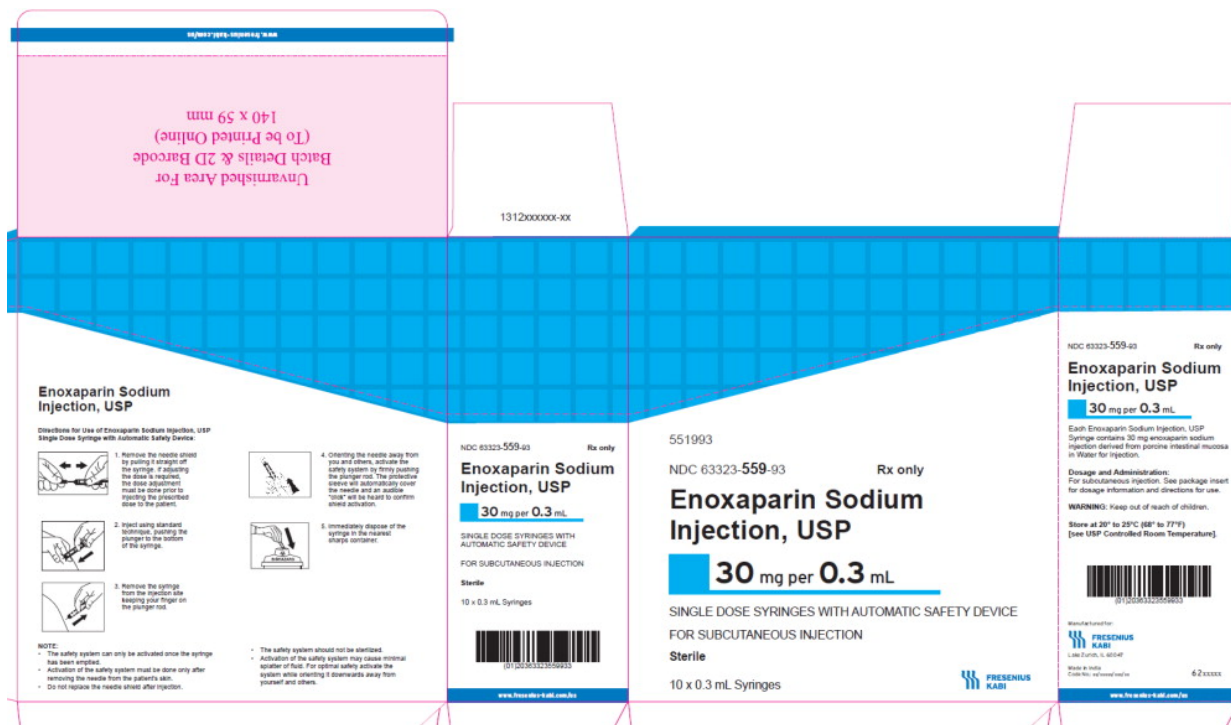 www.fresenius-kabi.com/us
Unvarnished Area For
Batch Details & 2D Barcode
(To be Printed Online)
140 x 59 mm
1312xxxxxx-xx
Enoxaparin Sodium
Injection, USP
Directions for Use of Enoxaparin Sodium Injection, USP
Single Dose Syringe with Automatic Safety Device:
1. Remove the needle shield
by pulling it straight off
the syringe. If adjusting
the dose is required,
the dose adjustment
must be done prior to
injecting the prescribed
dose to the patient.
2. Inject using standard
technique, pushing the
plunger to the bottom
of the syringe.
3. Remove the syringe
from the injection site
keeping your finger on
the plunger rod.
4. Orienting the needle away from
you and others, activate the
safety system by firmly pushing
the plunger rod. The protective
sleeve will automatically cover
the needle and an audible
"click" will be heard to confirm
shield activation.
5. Immediately dispose of the
syringe in the nearest
sharps container.
NOTE:
• The safety system can only be activated once the syringe
has been emptied.
• Activation of the safety system must be done only after
removing the needle from the patient's skin.
• Do not replace the needle shield after injection.
• The safety system should not be sterilized.
• Activation of the safety system may cause minimal
splatter of fluid. For optimal safety activate the
system while orienting it downwards away from
yourself and others.
NDC 63323-559-93 Rx only
Enoxaparin Sodium
Injection, USP
30 mg per 0.3 mL
SINGLE DOSE SYRINGES WITH
AUTOMATIC SAFETY DEVICE
FOR SUBCUTANEOUS INJECTION
Sterile
10 x 0.3 mL Syringes
(01)20363323559933
www.fresenius-kabi.com/us
551993
NDC 63323-559-93 Rx only
Enoxaparin Sodium
Injection, USP
30 mg per 0.3 mL
SINGLE DOSE SYRINGES WITH AUTOMATIC SAFETY DEVICE
FOR SUBCUTANEOUS INJECTION
Sterile
10 x 0.3 mL Syringes
FRESENIUS
KABI
NDC 63323-559-93 Rx only
Enoxaparin Sodium
Injection, USP
30 mg per 0.3 mL
Each Enoxaparin Sodium Injection, USP
Syringe contains 30 mg enoxaparin sodium
injection derived from porcine intestinal mucosa
in Water for Injection.
Dosage and Administration:
For subcutaneous injection. See package insert
for dosage information and directions for use.
WARNING: Keep out of reach of children.
Store at 20° to 25°C (68° to 77°F)
[see USP Controlled Room Temperature].
(01)20363323559933
Manufactured for:
FRESENIUS
KABI
Lake Zurich, IL 60047
Made in India
Code No.:
62xxxxx
www.fresenius-kabi.com/us